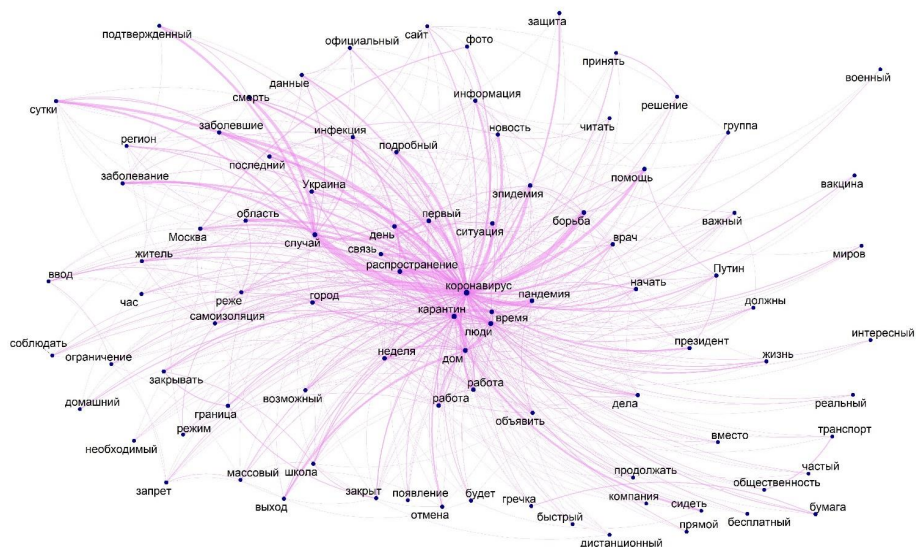 защита
сайт
подтвержденный
официальный
фото
принять
военный
данные
информация
смерть
решение
сутки
заболевшие
инфекция
новость
читать
группа
регион
подробный
последний
помощь
вакцина
заболевание
Украина
эпидемия
область
первый
борьба
важный
Москва
случай
день
ситуация
врач
связь
житель
распространение
миров
ввод
Путин
коронавирус
начать
час
реже
город
пандемия
должны
самоизоляция
карантин
время
соблюдать
люди
интересный
ограничение
неделя
дом
президент
жизнь
закрывать
работа
домашний
возможный
работа
дела
реальный
граница
объявить
режим
необходимый
вместо
транспорт
массовый
школа
продолжать
частый
запрет
закрыт
появление
будет
гречка
общественность
выход
отмена
компания
сидеть
бумага
быстрый
прямой
бесплатный
дистанционный